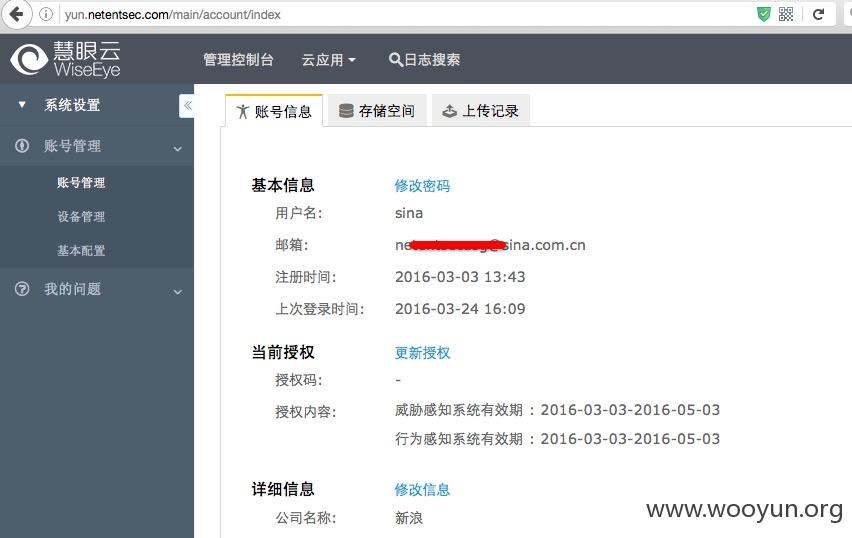 yun.netentsec.com/main/account/index
慧眼云
WiseEye
管理控制台 云应用 日志搜索
系统设置
账号管理
账号管理
设备管理
基本配置
我的问题
账号信息 存储空间 上传记录
基本信息 修改密码
用户名: sina
邮箱: sina.com.cn
注册时间: 2016-03-03 13:43
上次登录时间: 2016-03-24 16:09
当前授权 更新授权
授权码: -
授权内容: 威胁感知系统有效期 : 2016-03-03-2016-05-03
行为感知系统有效期 : 2016-03-03-2016-05-03
详细信息 修改信息
公司名称: 新浪
www.wooyun.org